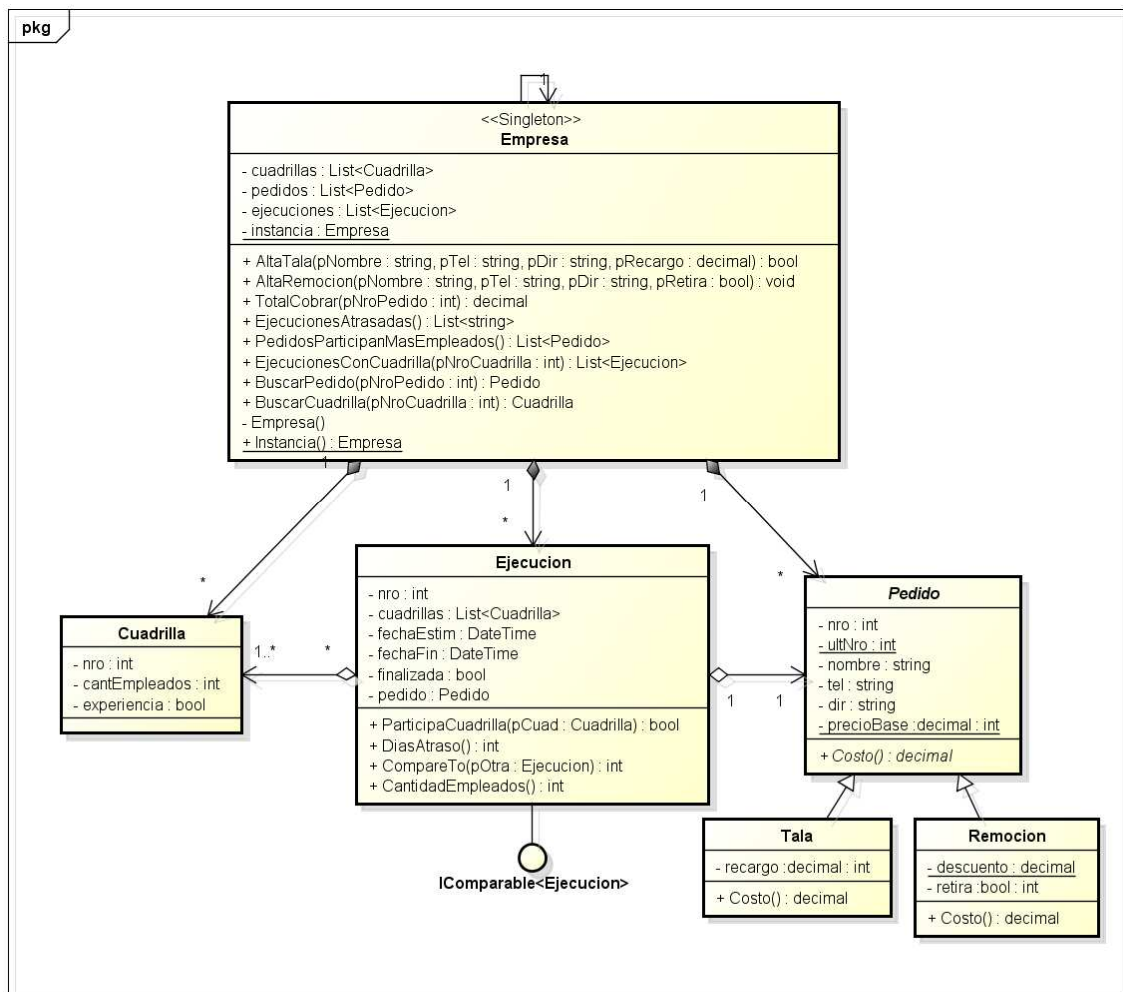 pkg
1
<<Singleton>>
Empresa
- cuadrillas : List<Cuadrilla>
- pedidos : List<Pedido>
- ejecuciones : List<Ejecucion>
- instancia : Empresa
+ AltaTala(pNombre : string, pTel : string, pDir : string, pRecargo : decimal) : bool
+ AltaRemocion(pNombre : string, pTel : string, pDir : string, pRetira : bool) : void
+ TotalCobrar(pNroPedido : int) : decimal
+ EjecucionesAtrasadas() : List<string>
+ PedidosParticipanMasEmpleados() : List<Pedido>
+ EjecucionesConCuadrilla(pNroCuadrilla : int) : List<Ejecucion>
+ BuscarPedido(pNroPedido : int) : Pedido
+ BuscarCuadrilla(pNroCuadrilla : int) : Cuadrilla
- Empresa()
+ Instancia() : Empresa
1
1
1
*
*
*
Ejecucion
- nro : int
- cuadrillas : List<Cuadrilla>
- fechaEstim : DateTime
- fechaFin : DateTime
- finalizada : bool
- pedido : Pedido
+ ParticipaCuadrilla(pCuad : Cuadrilla) : bool
+ DiasAtraso() : int
+ CompareTo(pOtra : Ejecucion) : int
+ CantidadEmpleados() : int
Pedido
- nro : int
- ultNro : int
- nombre : string
- tel : string
- dir : string
- precioBase :decimal : int
+ Costo() : decimal
Cuadrilla
- nro : int
- cantEmpleados : int
- experiencia : bool
1..*
*
1
1
IComparable<Ejecucion>
Tala
- recargo :decimal : int
+ Costo() : decimal
Remocion
- descuento : decimal
- retira :bool : int
+ Costo() : decimal